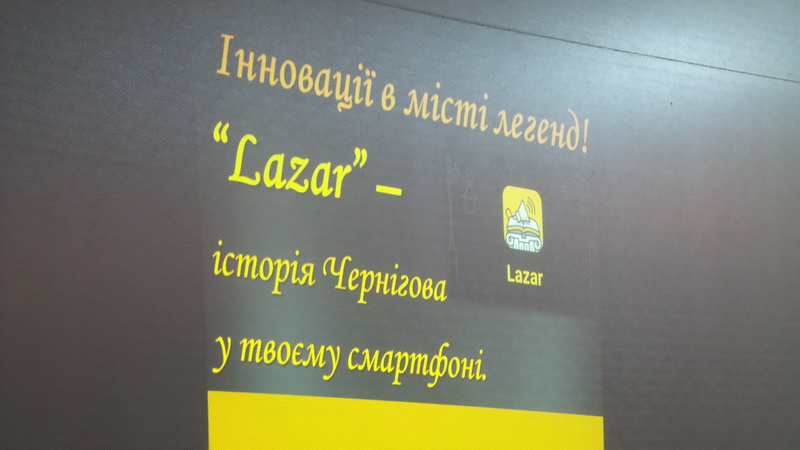 Інновації в місті легенд!
“Lazar” –
історія Чернігова
у твоєму смартфоні.
Lazar